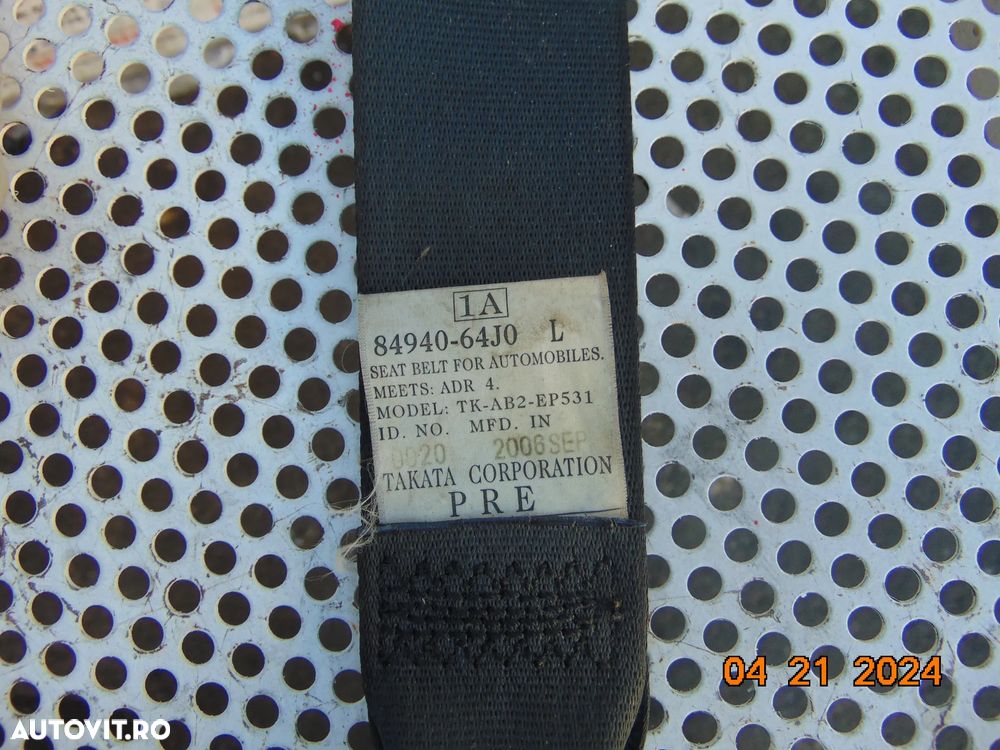 1A
84940-64J0 L
SEAT BELT FOR AUTOMOBILES.
MEETS: ADR 4.
MODEL: TK-AB2-EP531
ID. NO. MFD. IN
0920 2006SEP
TAKATA CORPORATION
PRE
04 21 2024
AUTOVIT.RO